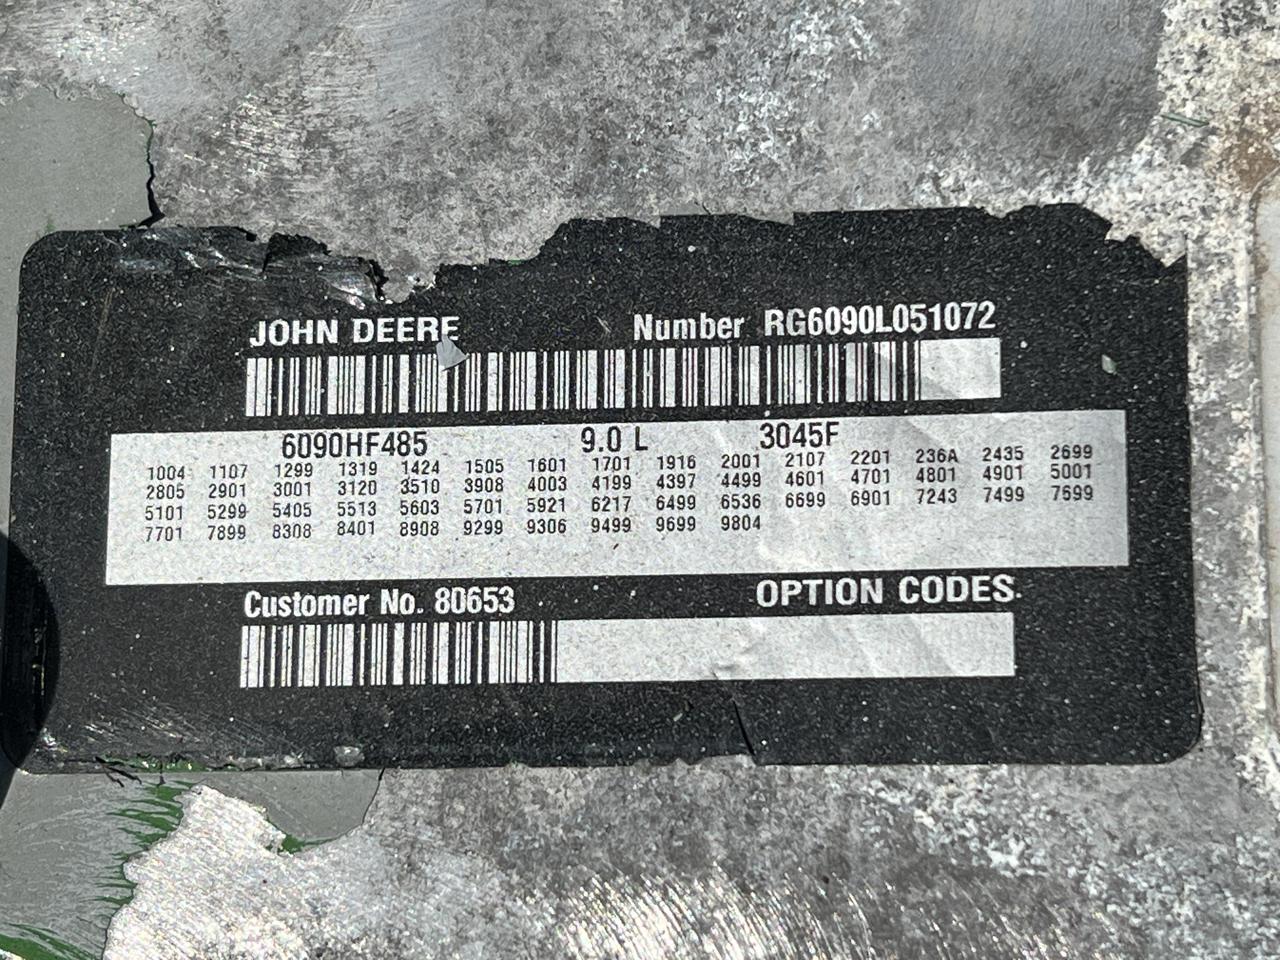 JOHN DEERE Number RG6090L051072
6090HF485 9.0 L 3045F
1004 1107 1299 1319 1424 1505 1601 1701 1916 2001 2107 2201 236A 2435 2699
2805 2901 3001 3120 3510 3908 4003 4199 4397 4499 4601 4701 4801 4901 5001
5101 5299 5405 5513 5603 5701 5921 6217 6499 6536 6699 6901 7243 7499 7599
7701 7899 8308 8401 8908 9299 9306 9499 9699 9804
Customer No. 80653 OPTION CODES